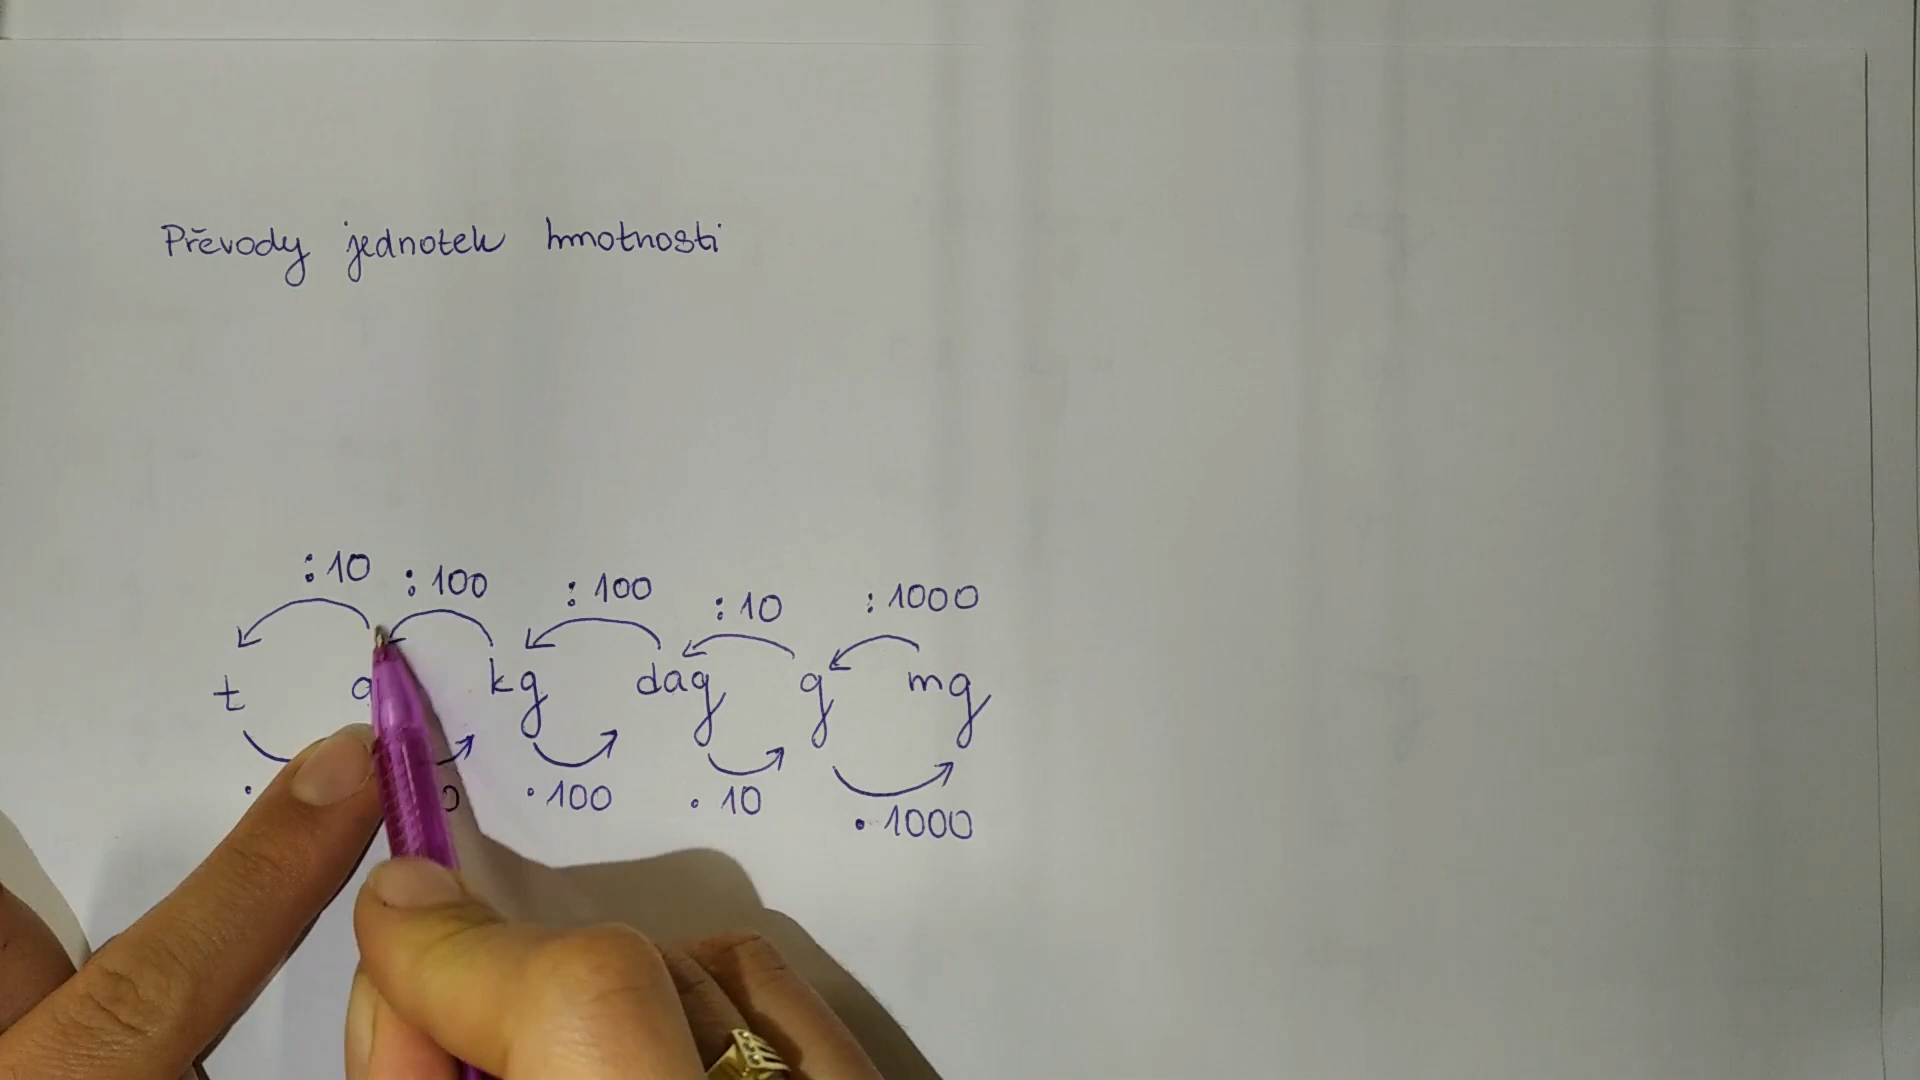 Převody jednotek hmotnosti
:10 :100 :100 :10 :1000
t q kg dag g mg
· · 100 · 10 · 1000